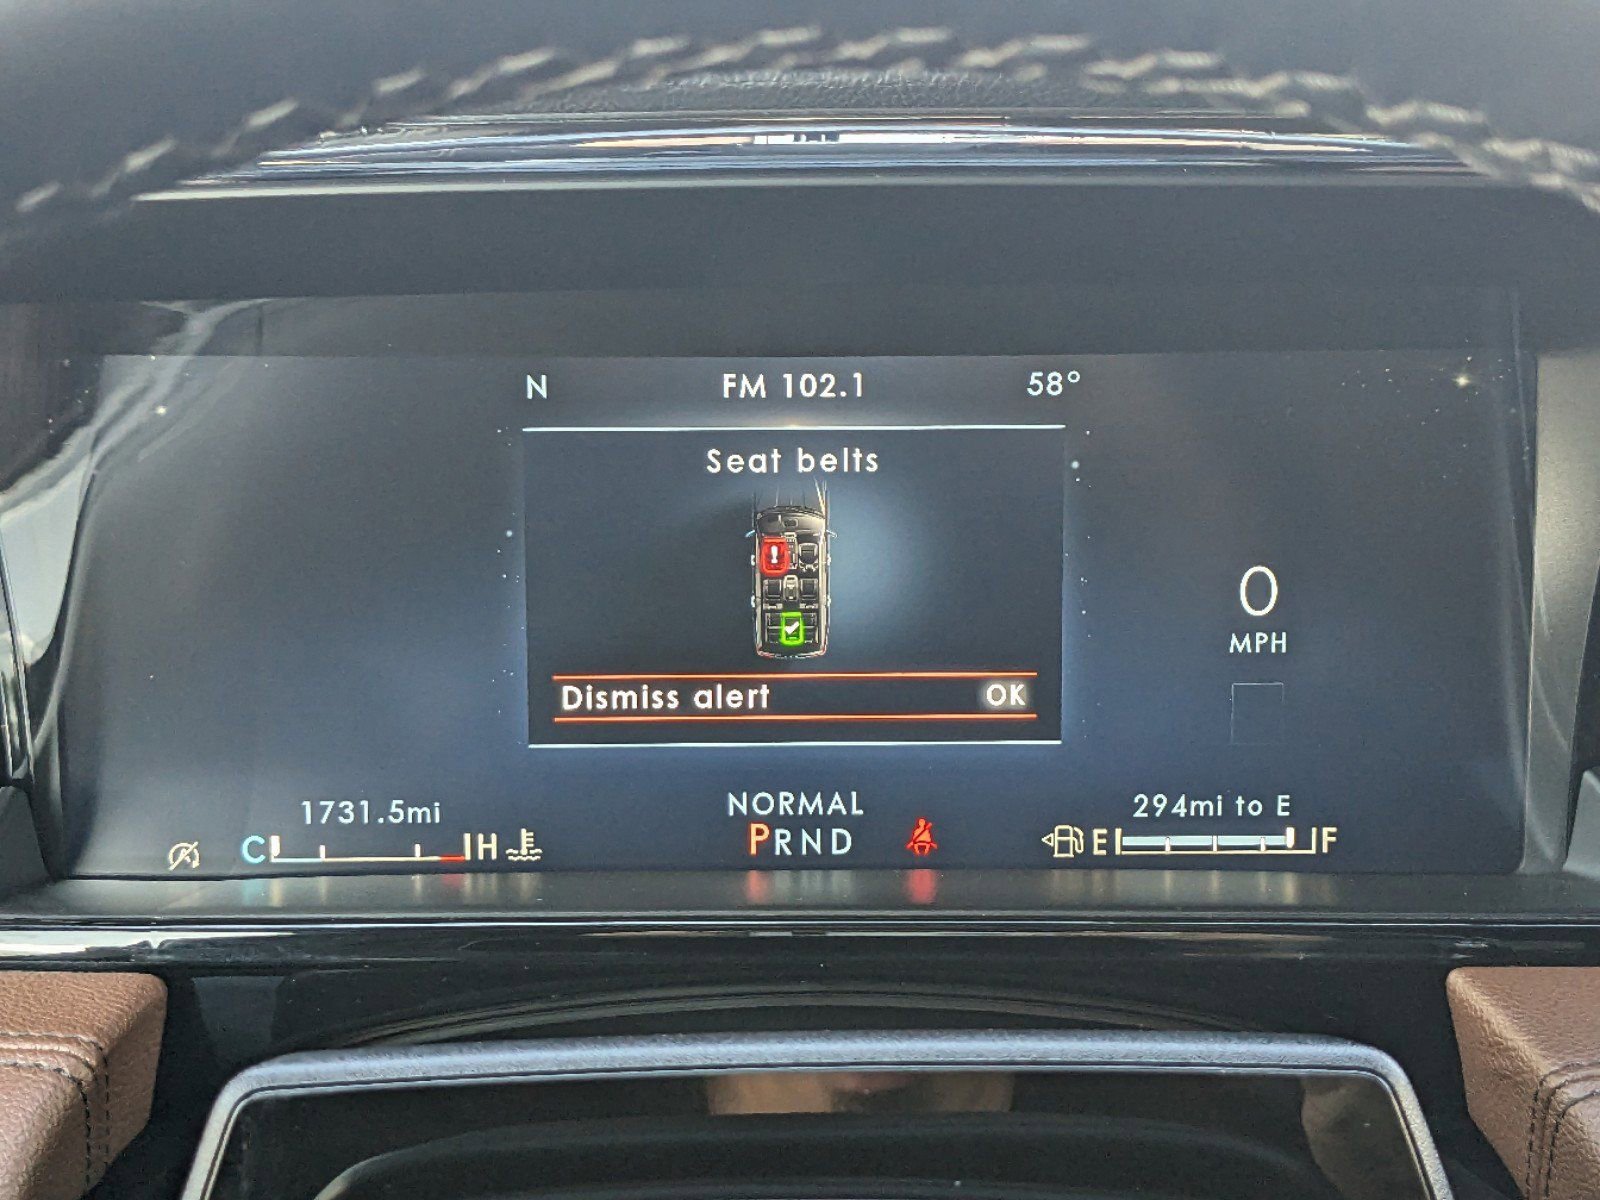 N FM 102.1 58°
Seat belts
Dismiss alert OK
0
MPH
1731.5mi NORMAL 294mi to E
C H PRND E F